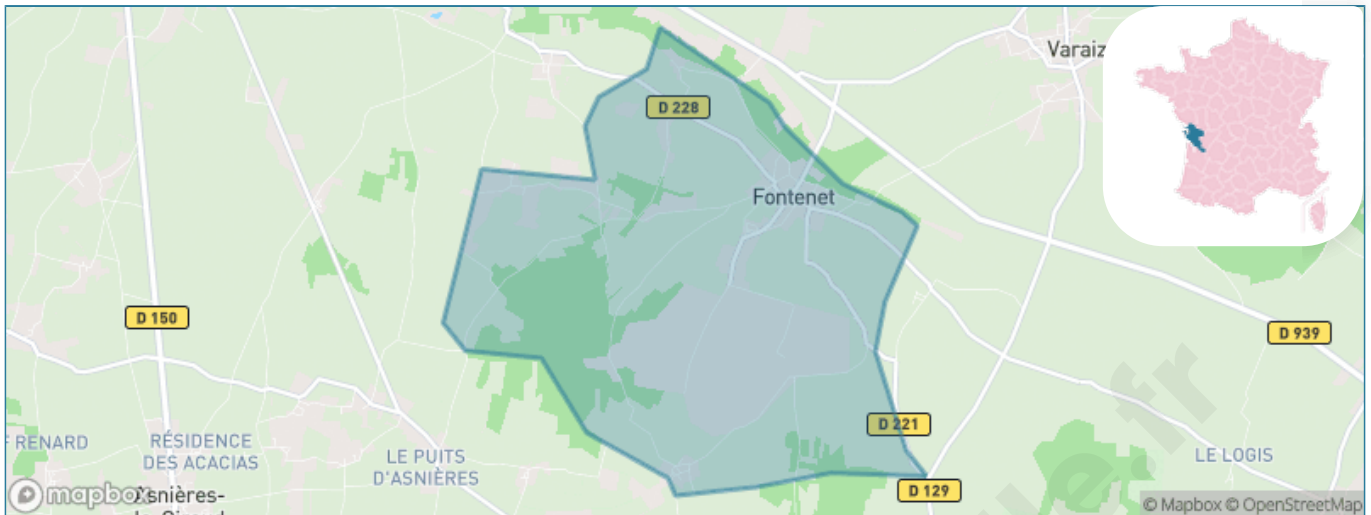 Varaiz
D 228
Fontenet
D 150
D 939
D 221
RENARD
RÉSIDENCE
DES ACACIAS
LE PUITS
D'ASNIÈRES
LE LOGIS
D 129
mapbox
Asnières-
© Mapbox © OpenStreetMap